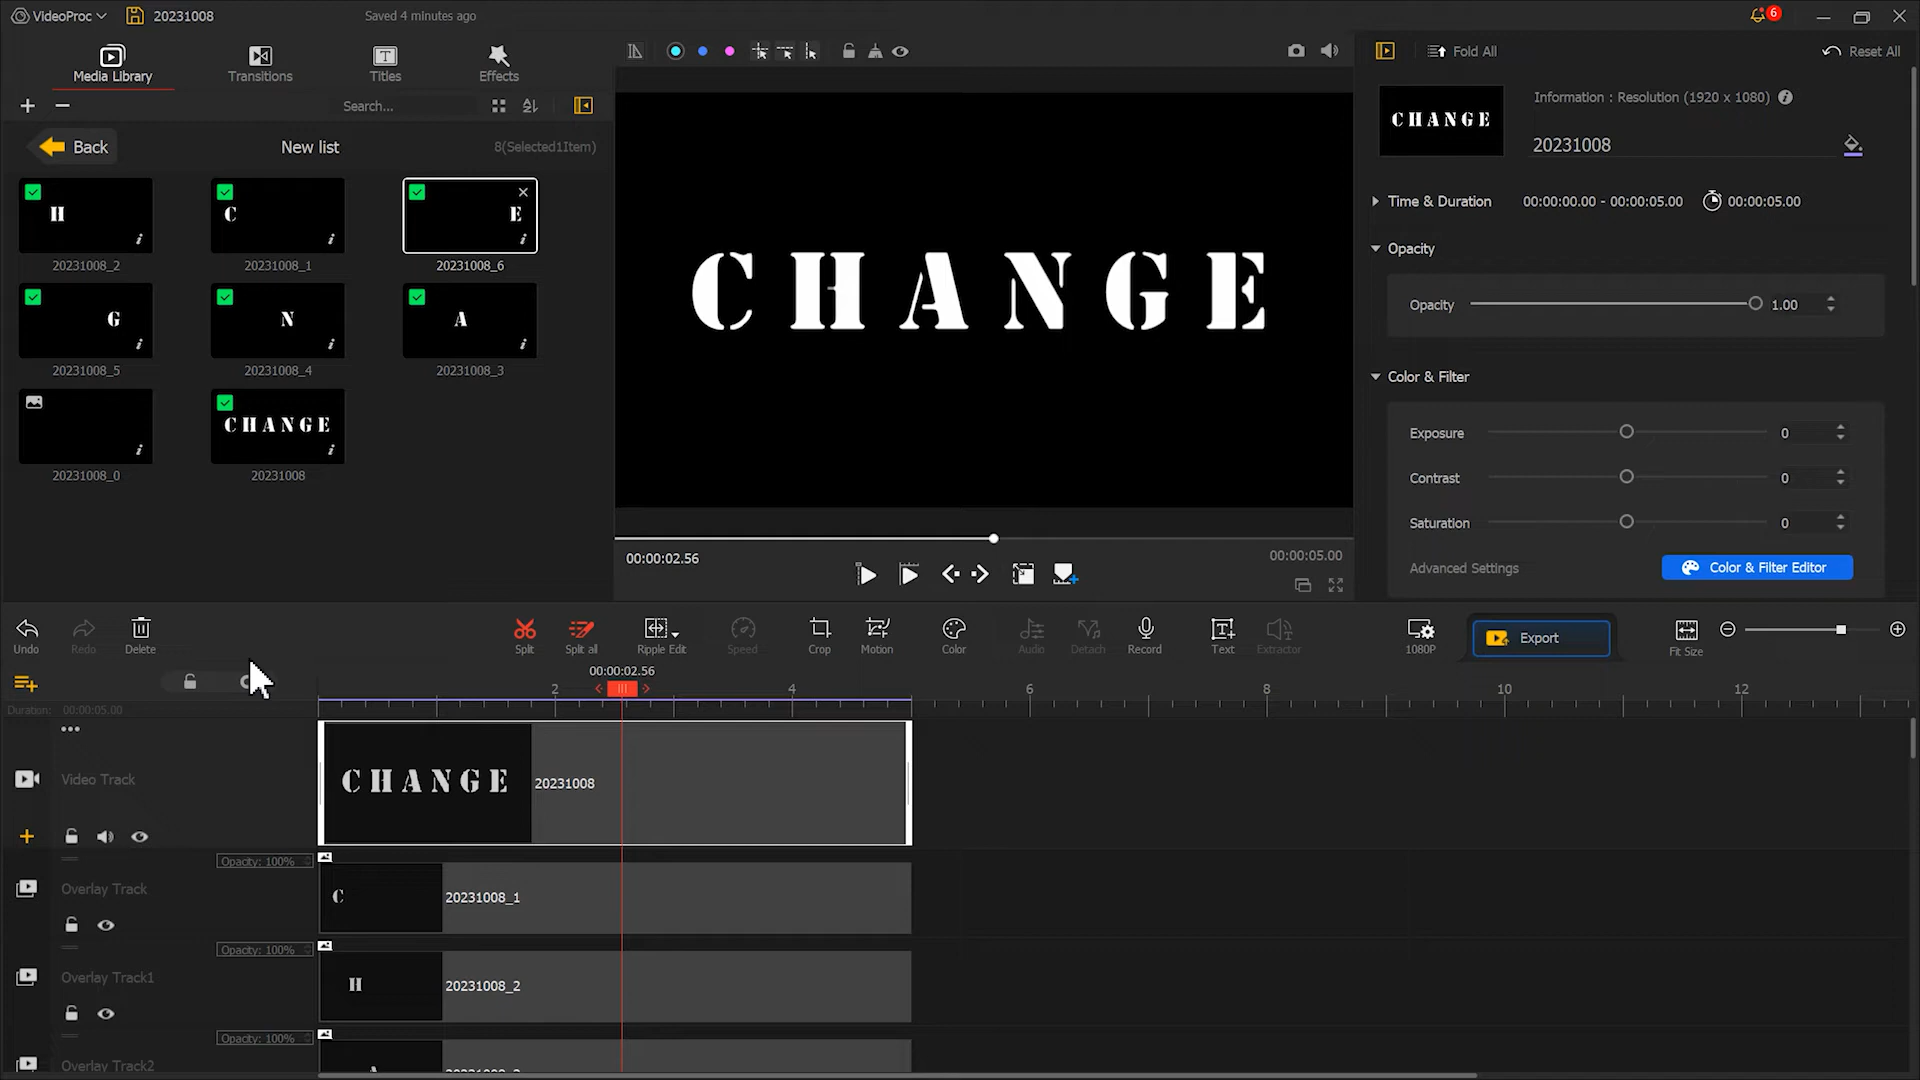 VideoProc
20231008
Saved 4 minutes ago
6
Media Library
Transitions
Titles
Effects
Fold All
Reset All
Search...
Back
New list
8(Selected1Item)
H
C
E
20231008_2
20231008_1
20231008_6
G
N
A
20231008_5
20231008_4
20231008_3
CHANGE
20231008_0
20231008
CHANGE
00:00:02.56
00:00:05.00
CHANGE
Information : Resolution (1920 x 1080)
20231008
Time & Duration
00:00:00.00 - 00:00:05.00
00:00:05.00
Opacity
Opacity
1.00
Color & Filter
Exposure
0
Contrast
0
Saturation
0
Advanced Settings
Color & Filter Editor
Undo
Redo
Delete
Split
Split all
Ripple Edit
Speed
Crop
Motion
Color
Audio
Detach
Record
Text
Extractor
1080P
Export
Fit Size
00:00:02.56
2
4
6
8
10
12
Duration: 00:00:05.00
Video Track
CHANGE
20231008
Opacity: 100%
Overlay Track
C
20231008_1
Opacity: 100%
Overlay Track1
H
20231008_2
Opacity: 100%
Overlay Track2